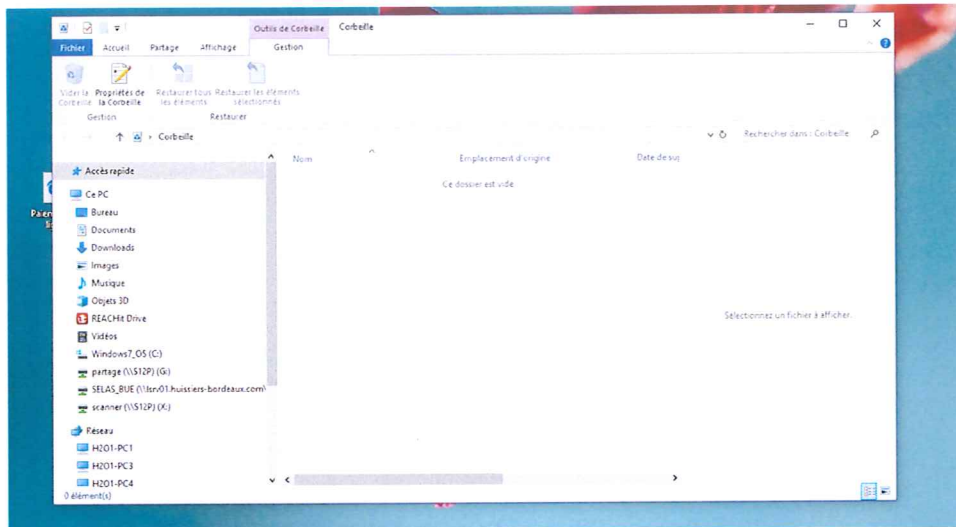 Outils de Corbeille Corbeille
Fichier Accueil Partage Affichage Gestion
Vider la Propriétés de Restaurer tous Restaurer les éléments
Corbeille la Corbeille les éléments sélectionnés
Gestion Restaurer
Corbeille Rechercher dans : Corbeille
Nom Emplacement d'origine Date de sup
Accès rapide
Ce dossier est vide.
Ce PC
Bureau
Documents
Downloads
Images
Musique
Objets 3D
REACHit Drive
Sélectionnez un fichier à afficher.
Vidéos
Windows7_OS (C:)
partage (\\S12P) (G:)
SELAS_BUE (\\lsrv01.huissiers-bordeaux.com\
scanner (\\S12P) (X:)
Réseau
H2O1-PC1
H2O1-PC3
H2O1-PC4
0 élément(s)